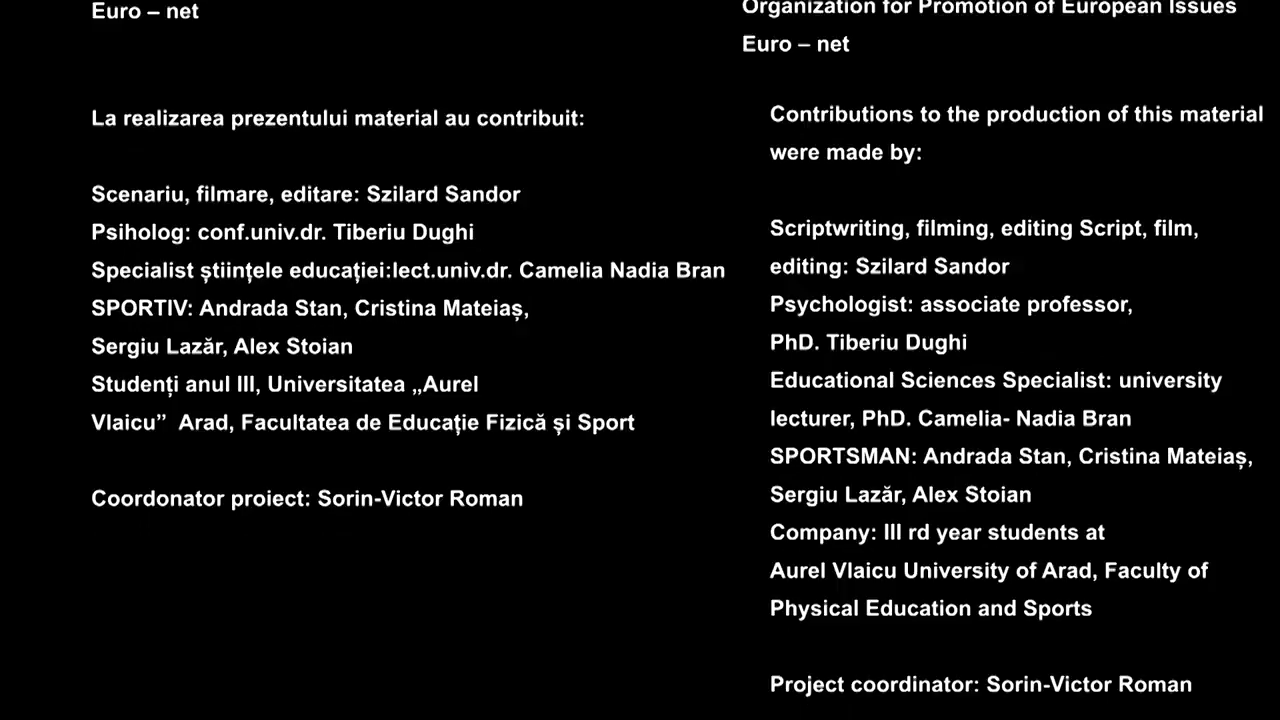 Euro – net
La realizarea prezentului material au contribuit:
Scenariu, filmare, editare: Szilard Sandor
Psiholog: conf.univ.dr. Tiberiu Dughi
Specialist științele educației:lect.univ.dr. Camelia Nadia Bran
SPORTIV: Andrada Stan, Cristina Mateiaș,
Sergiu Lazăr, Alex Stoian
Studenți anul III, Universitatea „Aurel
Vlaicu”  Arad, Facultatea de Educație Fizică și Sport
Coordonator proiect: Sorin-Victor Roman
Organization for Promotion of European Issues
Euro – net
Contributions to the production of this material
were made by:
Scriptwriting, filming, editing Script, film,
editing: Szilard Sandor
Psychologist: associate professor,
PhD. Tiberiu Dughi
Educational Sciences Specialist: university
lecturer, PhD. Camelia- Nadia Bran
SPORTSMAN: Andrada Stan, Cristina Mateiaș,
Sergiu Lazăr, Alex Stoian
Company: III rd year students at
Aurel Vlaicu University of Arad, Faculty of
Physical Education and Sports
Project coordinator: Sorin-Victor Roman